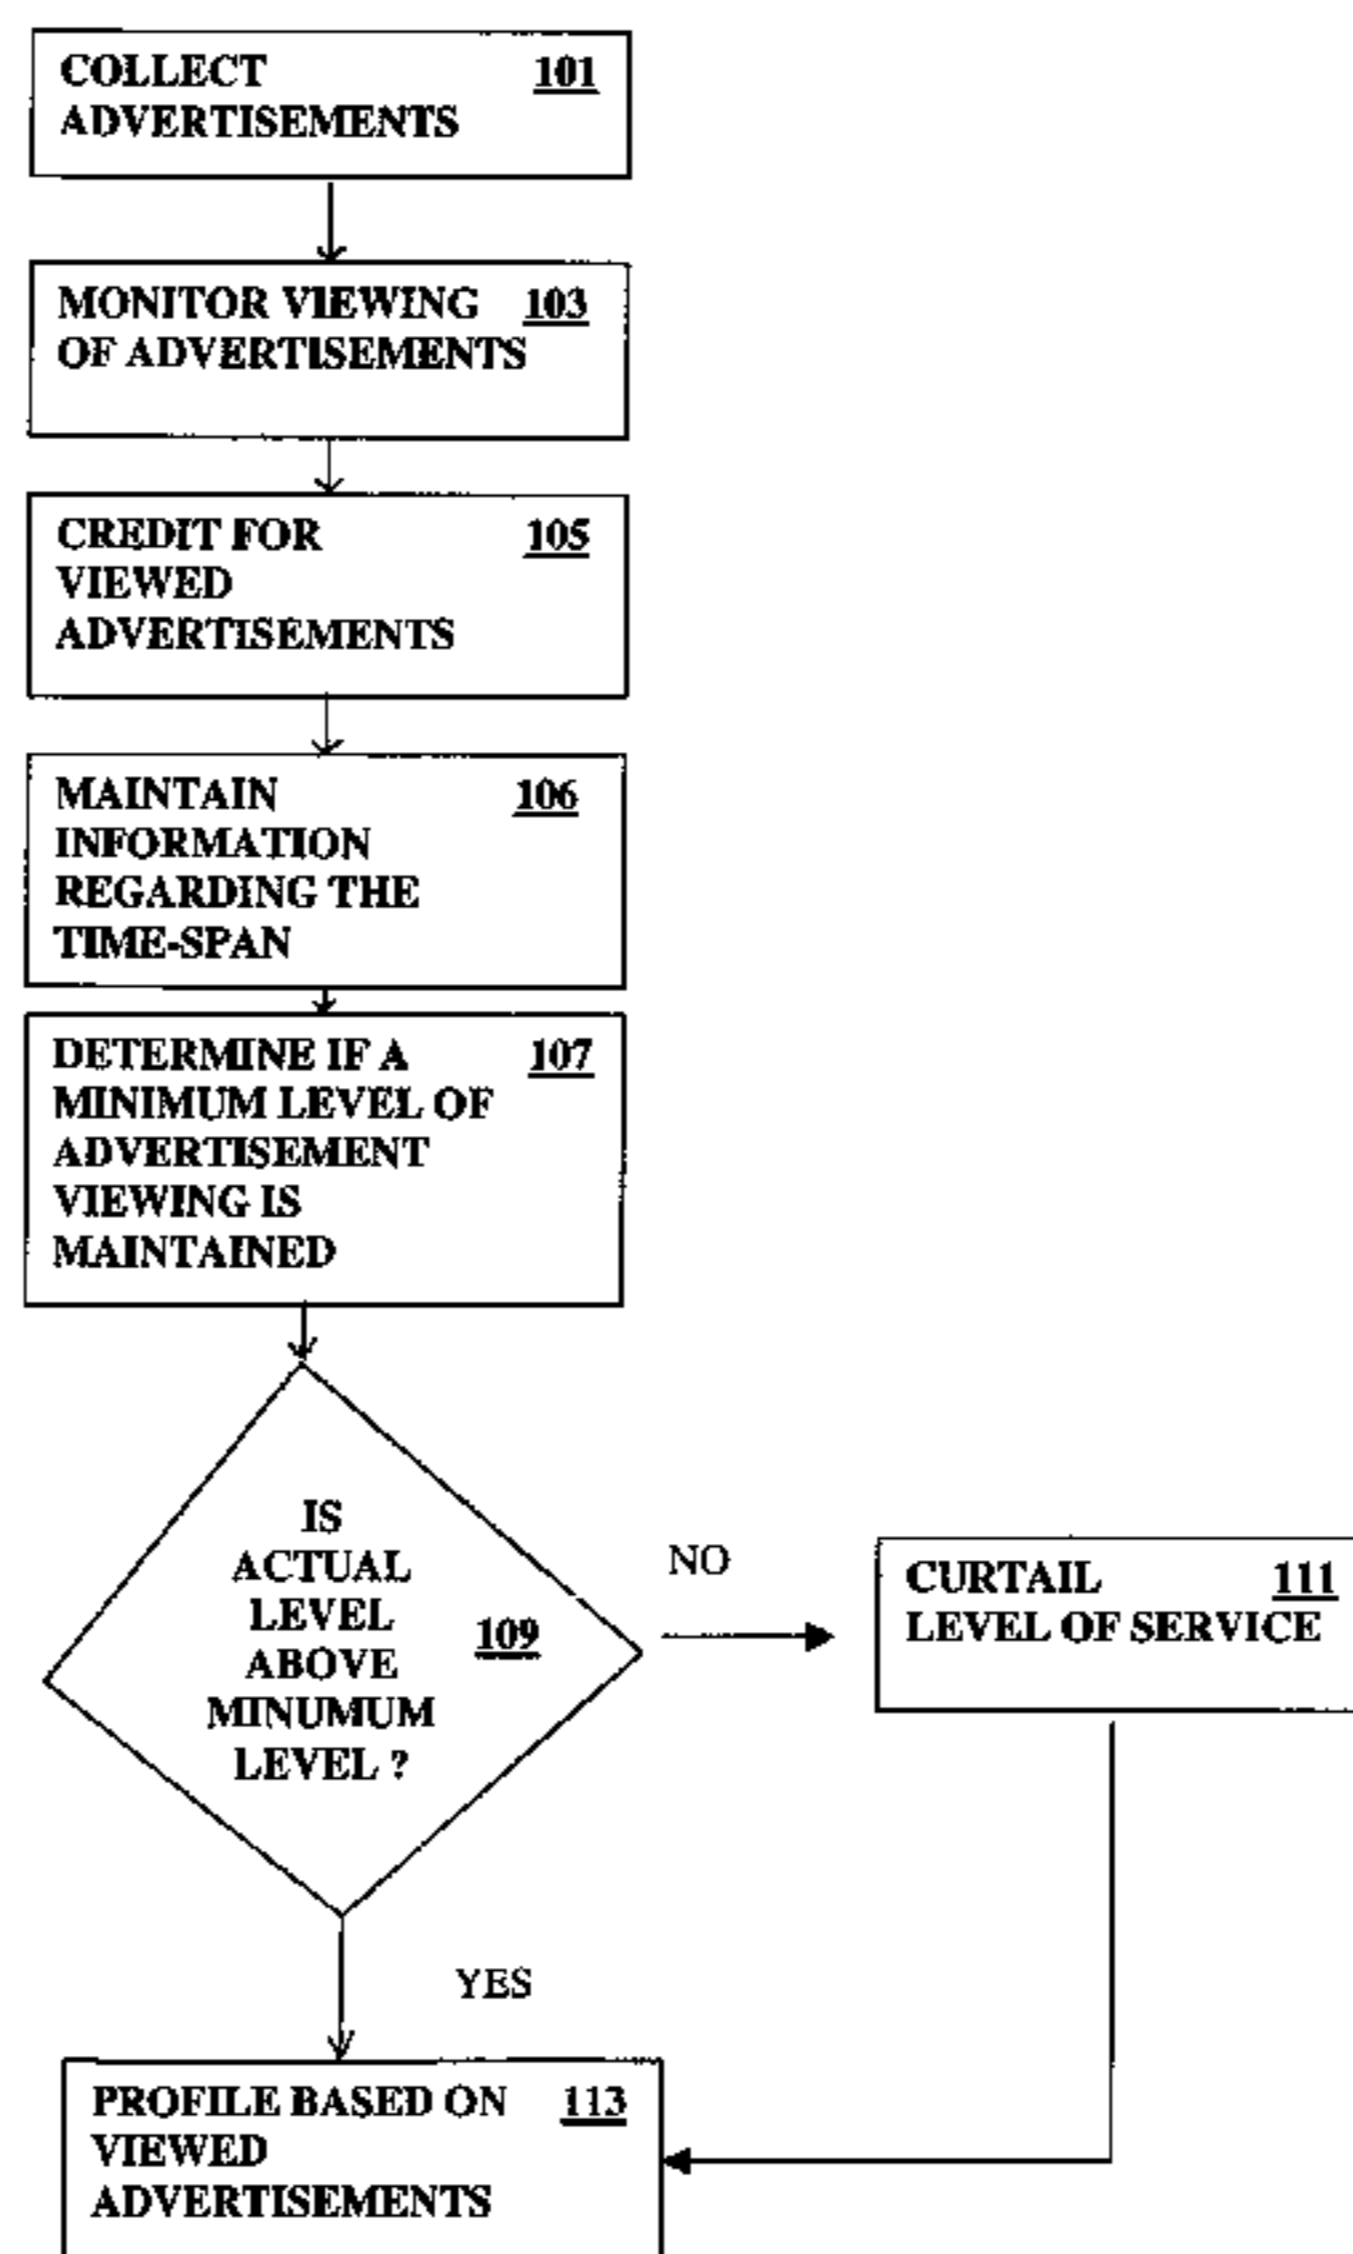 COLLECT 101
ADVERTISEMENTS
MONITOR VIEWING 103
OF ADVERTISEMENTS
CREDIT FOR 105
VIEWED
ADVERTISEMENTS
MAINTAIN 106
INFORMATION
REGARDING THE
TIME-SPAN
DETERMINE IF A 107
MINIMUM LEVEL OF
ADVERTISEMENT
VIEWING IS
MAINTAINED
IS
ACTUAL
LEVEL 109
ABOVE
MINUMUM
LEVEL ?
NO
CURTAIL 111
LEVEL OF SERVICE
YES
PROFILE BASED ON 113
VIEWED
ADVERTISEMENTS